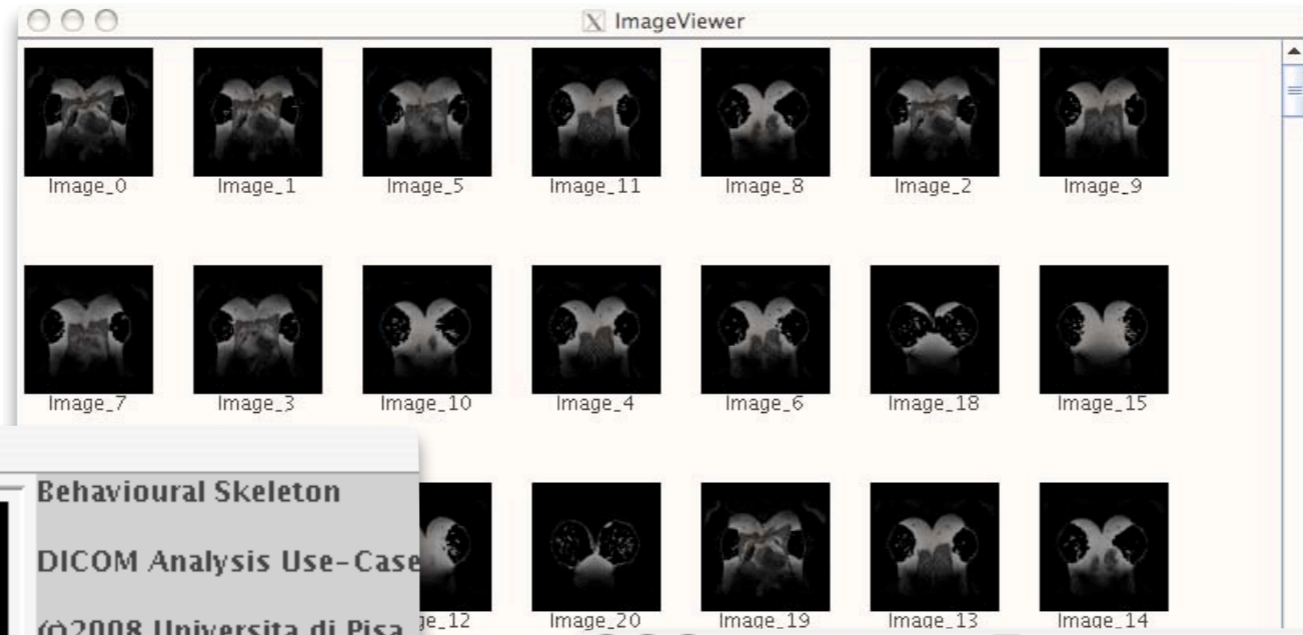 ImageViewer
Image_0 Image_1 Image_5 Image_11 Image_8 Image_2 Image_9
Image_7 Image_3 Image_10 Image_4 Image_6 Image_18 Image_15
ge_12 Image_20 Image_19 Image_13 Image_14
Behavioural Skeleton
DICOM Analysis Use-Case
(c)2008 Universita di Pisa